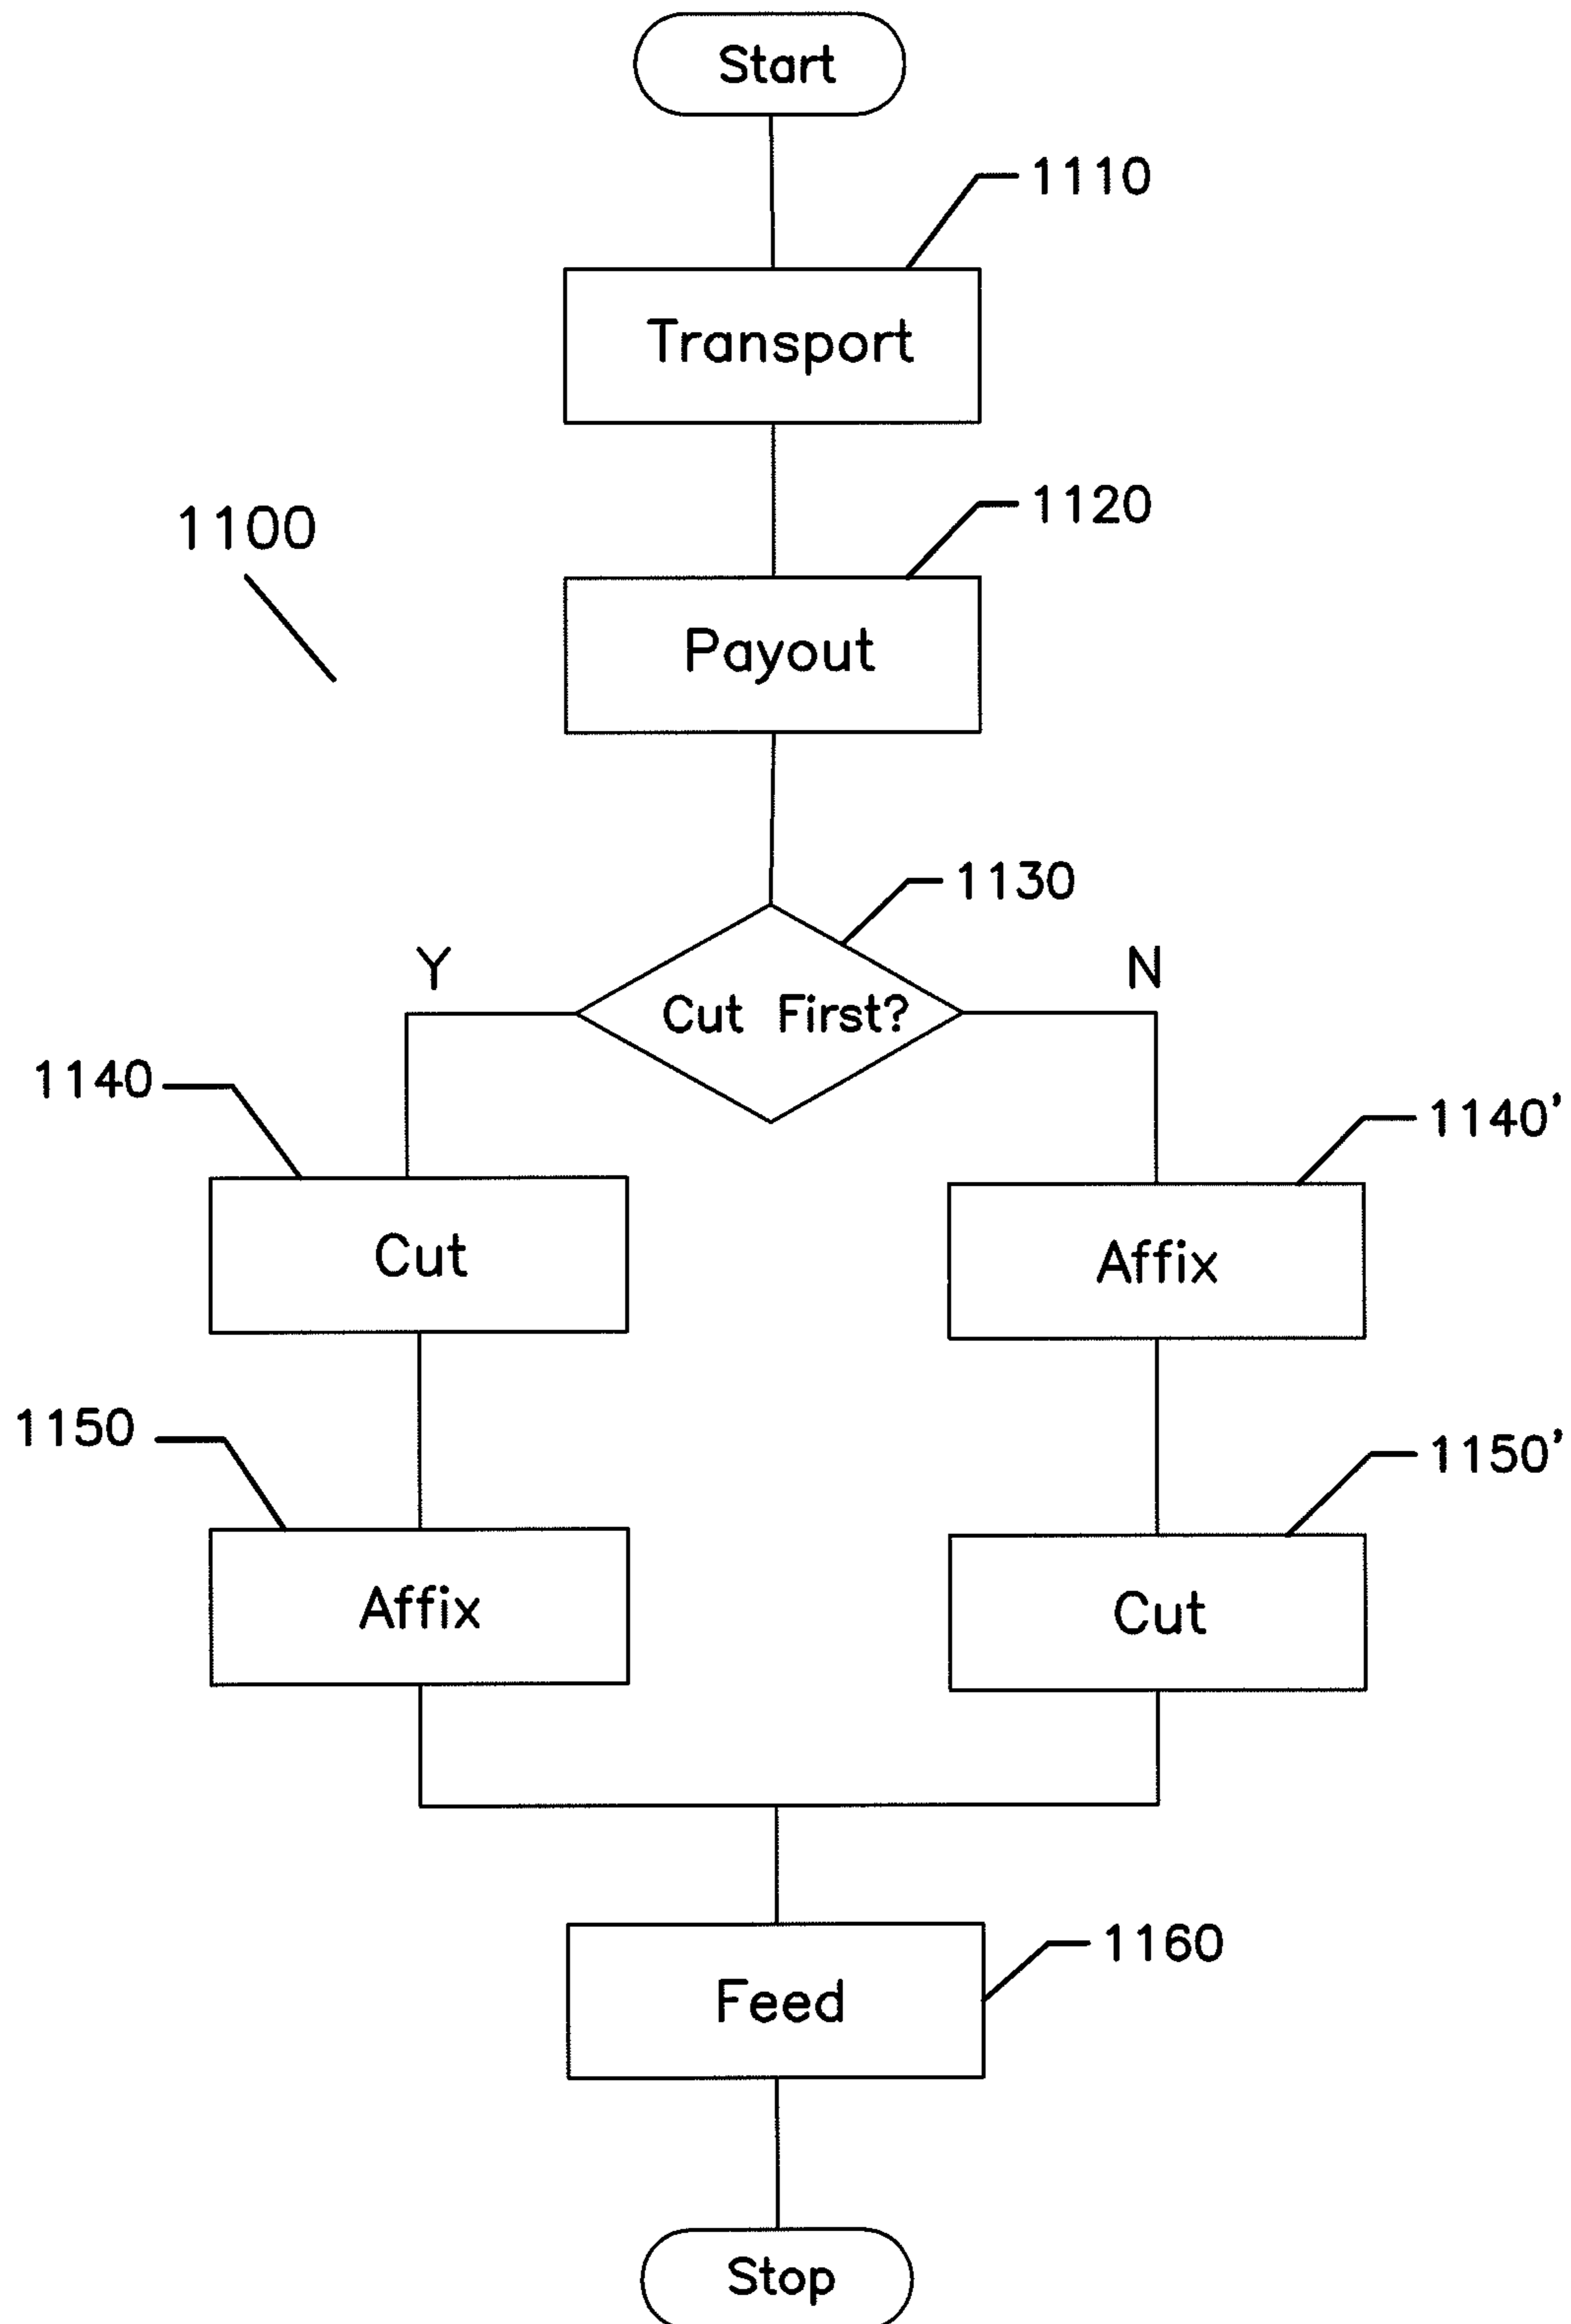 Start
1110
Transport
1100
1120
Payout
1130
Y
N
Cut First?
1140
1140'
Cut
Affix
1150
1150'
Affix
Cut
1160
Feed
Stop